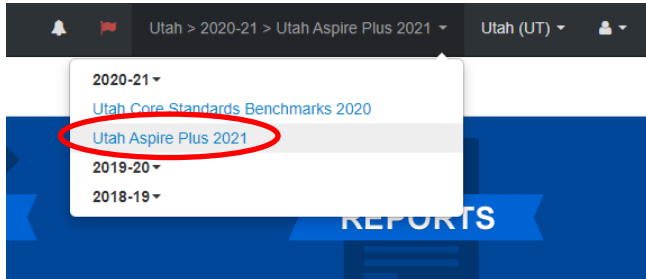 Utah > 2020-21 > Utah Aspire Plus 2021 Utah (UT)
2020-21
Utah Core Standards Benchmarks 2020
Utah Aspire Plus 2021
2019-20
2018-19
REPORTS